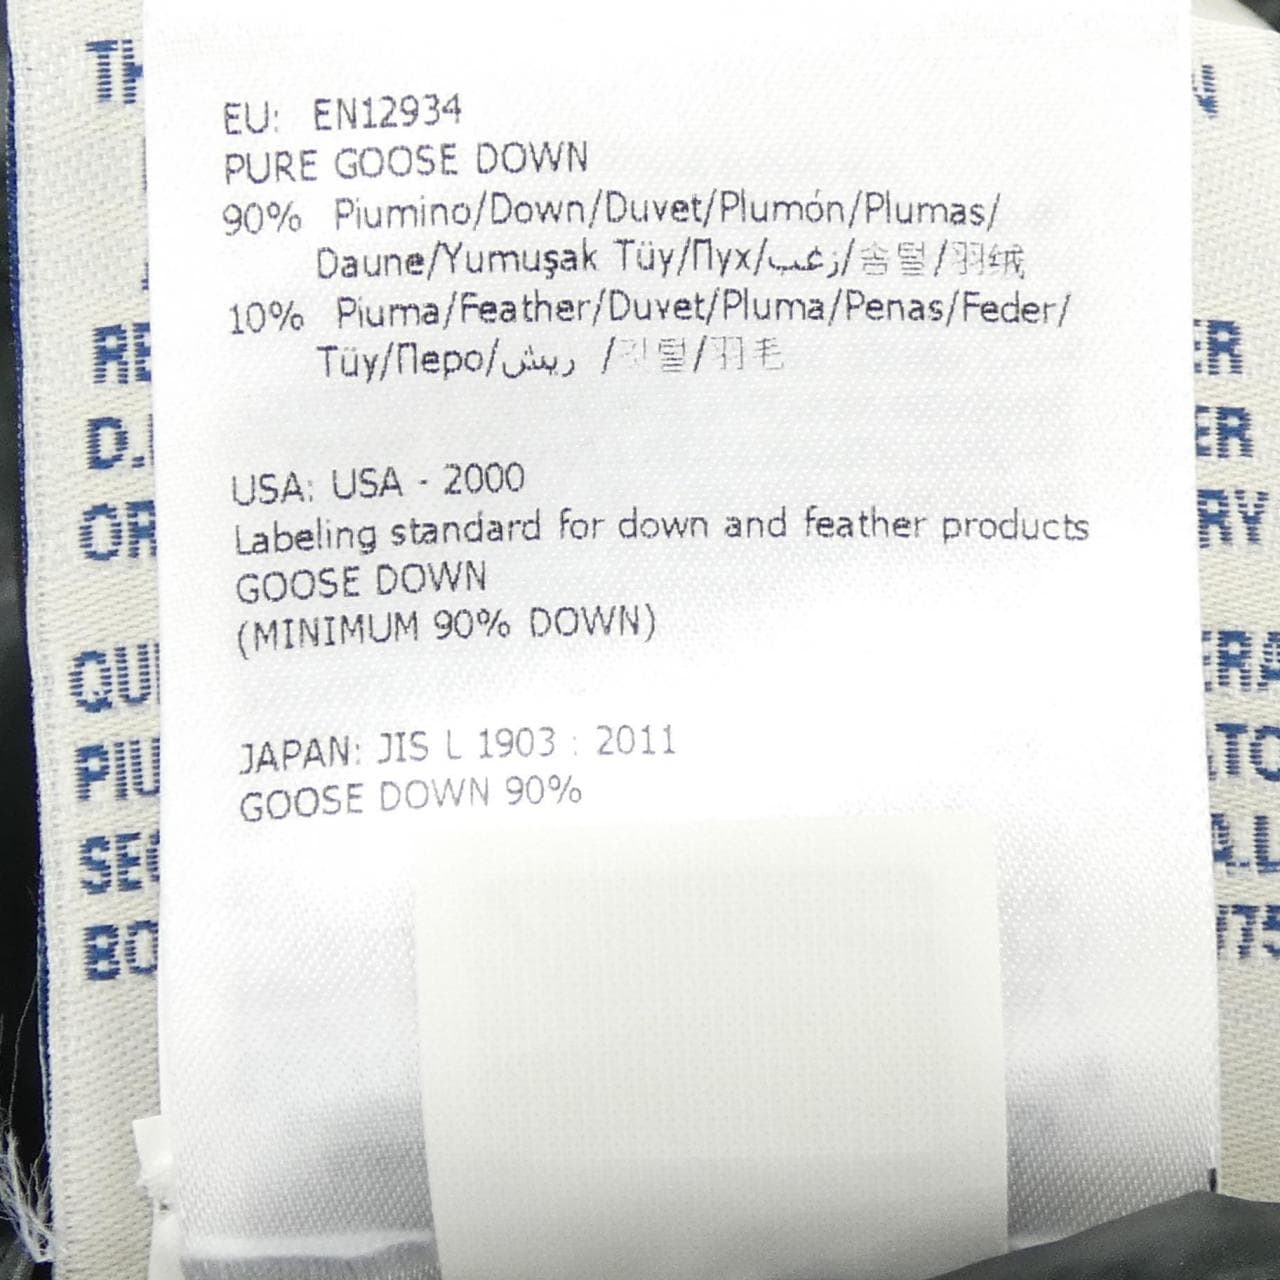 EU: EN12934
PURE GOOSE DOWN
90% Piumino/Down/Duvet/Plumón/Plumas/
Daune/Yumuşak Tüy/Пух/زغب/솜털/羽绒
10% Piuma/Feather/Duvet/Pluma/Penas/Feder/
Tüy/Перо/ريش /깃털/羽毛
USA: USA - 2000
Labeling standard for down and feather products
GOOSE DOWN
(MINIMUM 90% DOWN)
JAPAN: JIS L 1903 : 2011
GOOSE DOWN 90%